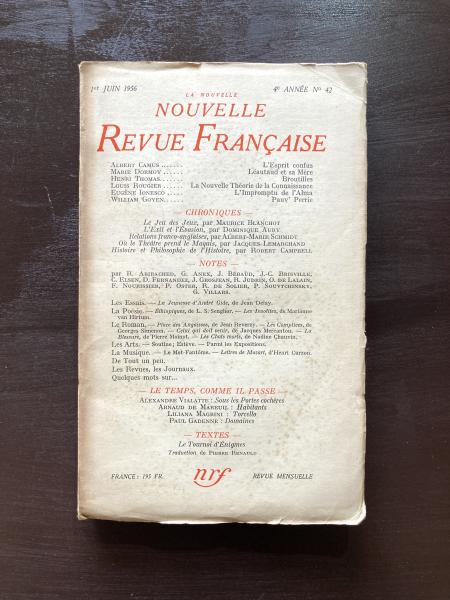 1er JUIN 1956
4e ANNÉE No 42
LA NOUVELLE
NOUVELLE
REVUE FRANÇAISE
ALBERT CAMUS ....... L'Esprit confus
MARIE DORMOY ...... Léautaud et sa Mère
HENRI THOMAS ....... Broutilles
LOUIS ROUGIER ...... La Nouvelle Théorie de la Connaissance
EUGÈNE IONESCO ..... L'Impromptu de l'Alma
WILLIAM GOYEN ..... Prey' Perrie
— CHRONIQUES —
Le Jeu des Jeux, par MAURICE BLANCHOT
L'Exil et l'Évasion, par DOMINIQUE AURY
Relations franco-anglaises, par ALBERT-MARIE SCHMIDT
Où le Théâtre prend le Maquis, par JACQUES LEMARCHAND
Histoire et Philosophie de l'Histoire, par ROBERT CAMPBELL
— NOTES —
par R. ABIRACHED, G. ANEX, J. BÉRAUD, J.-C. BRISVILLE,
C. ELSEN, D. FERNANDEZ, J. GROSJEAN, R. JUDRIN, O. DE LALAIN,
F. NOURISSIER, P. OSTER, R. DE SOLIER, P. SOUVTCHINSKY,
G. VILLARS.
Les Essais. — La Jeunesse d'André Gide, de Jean Delay.
La Poésie. — Éthiopiques, de L. S. Senghor. — Les Insolites, de Marianne
van Hirtum.
Le Roman. — Place des Angoisses, de Jean Reverzy. — Les Complices, de
Georges Simenon. — Celui qui doit venir, de Jacques Mercanton. — La
Blessure, de Pierre Moinot. — Les Chats morts, de Nadine Chauvin.
Les Arts. — Soutine; Estève. — Parmi les Expositions.
La Musique. — Le Mot-Fantôme. — Lettres de Mozart, d'Henri Curzon.
De Tout un peu.
Les Revues, les Journaux.
Quelques mots sur...
— LE TEMPS, COMME IL PASSE —
ALEXANDRE VIALATTE : Sous les Portes cochères
ARNAUD DE MAREUIL : Habitants
LILIANA MAGRINI : Torcello
PAUL GADENNE : Domaines
— TEXTES —
Le Tournoi d'Énigmes
Traduction de PIERRE RENAULD
FRANCE : 195 FR.
nrf
REVUE MENSUELLE